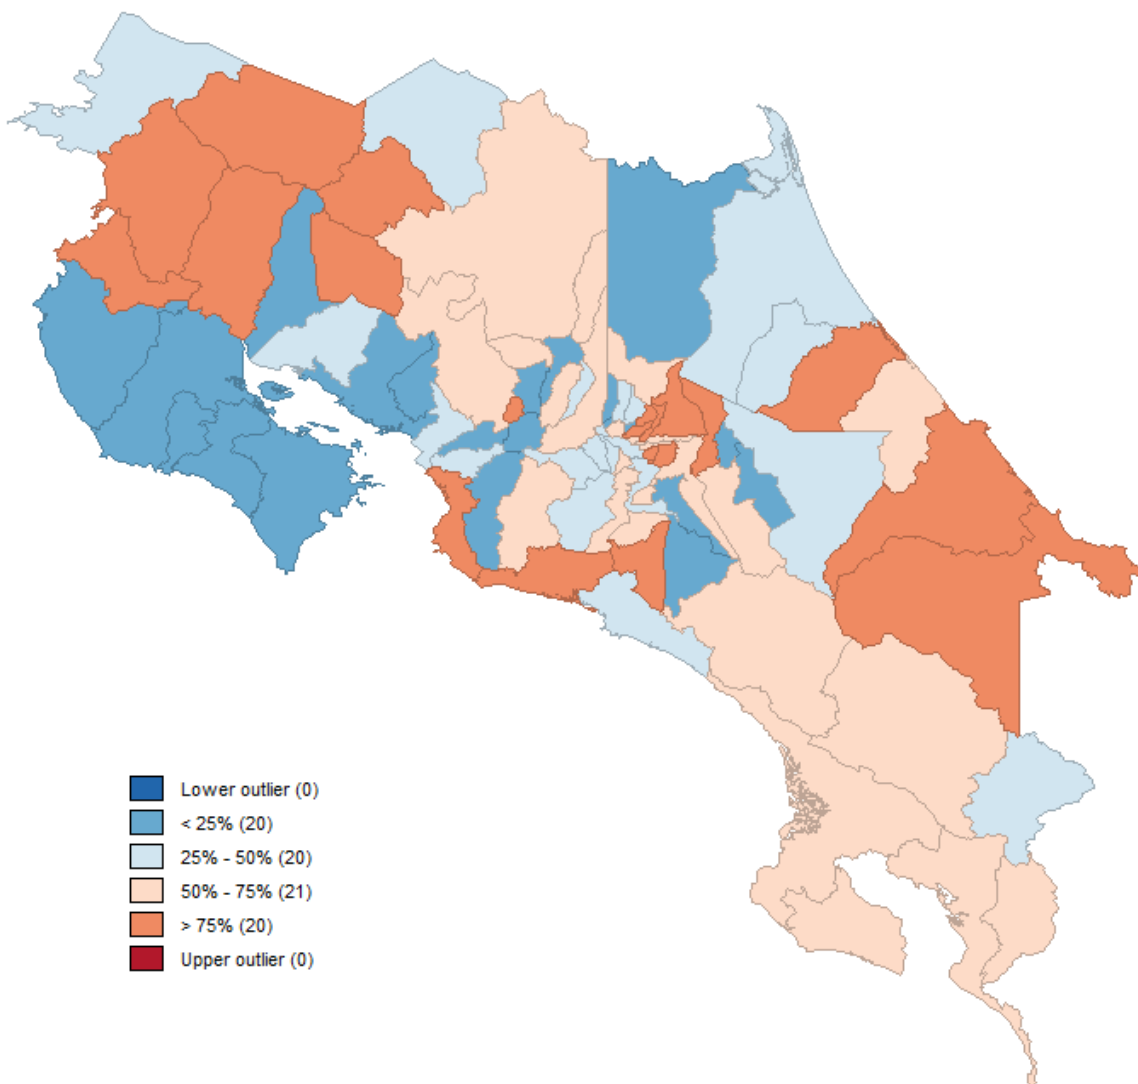 Lower outlier (0)
< 25% (20)
25% - 50% (20)
50% - 75% (21)
> 75% (20)
Upper outlier (0)